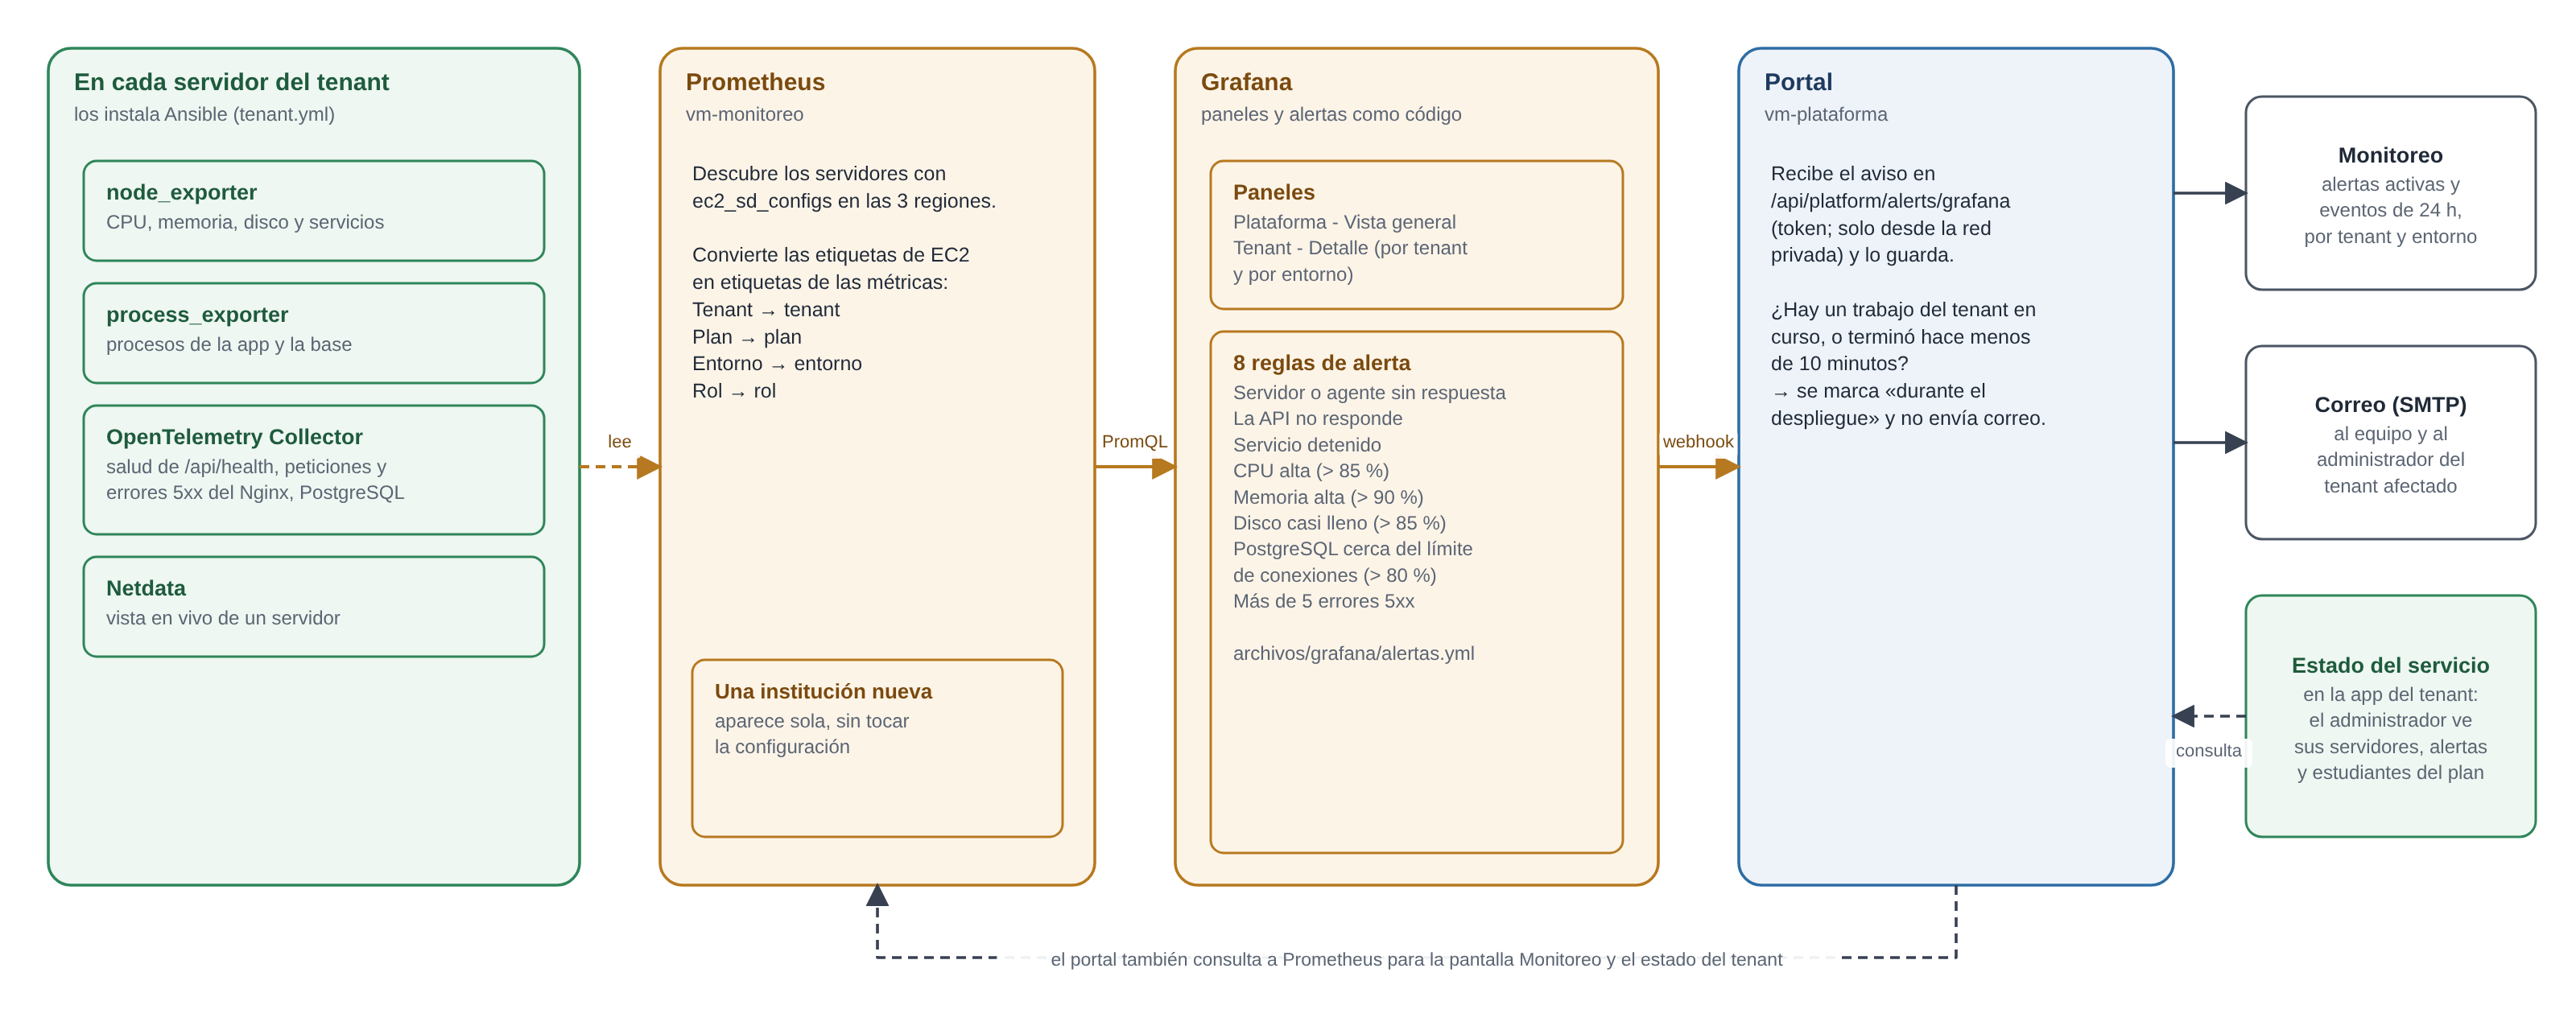 En cada servidor del tenant
los instala Ansible (tenant.yml)
node_exporter
CPU, memoria, disco y servicios
process_exporter
procesos de la app y la base
OpenTelemetry Collector
salud de /api/health, peticiones y
errores 5xx del Nginx, PostgreSQL
Netdata
vista en vivo de un servidor
lee
Prometheus
vm-monitoreo
Descubre los servidores con
ec2_sd_configs en las 3 regiones.
Convierte las etiquetas de EC2
en etiquetas de las métricas:
Tenant → tenant
Plan → plan
Entorno → entorno
Rol → rol
Una institución nueva
aparece sola, sin tocar
la configuración
PromQL
Grafana
paneles y alertas como código
Paneles
Plataforma - Vista general
Tenant - Detalle (por tenant
y por entorno)
8 reglas de alerta
Servidor o agente sin respuesta
La API no responde
Servicio detenido
CPU alta (> 85 %)
Memoria alta (> 90 %)
Disco casi lleno (> 85 %)
PostgreSQL cerca del límite
de conexiones (> 80 %)
Más de 5 errores 5xx
archivos/grafana/alertas.yml
webhook
Portal
vm-plataforma
Recibe el aviso en
/api/platform/alerts/grafana
(token; solo desde la red
privada) y lo guarda.
¿Hay un trabajo del tenant en
curso, o terminó hace menos
de 10 minutos?
→ se marca «durante el
despliegue» y no envía correo.
Monitoreo
alertas activas y
eventos de 24 h,
por tenant y entorno
Correo (SMTP)
al equipo y al
administrador del
tenant afectado
Estado del servicio
en la app del tenant:
el administrador ve
sus servidores, alertas
y estudiantes del plan
consulta
el portal también consulta a Prometheus para la pantalla Monitoreo y el estado del tenant